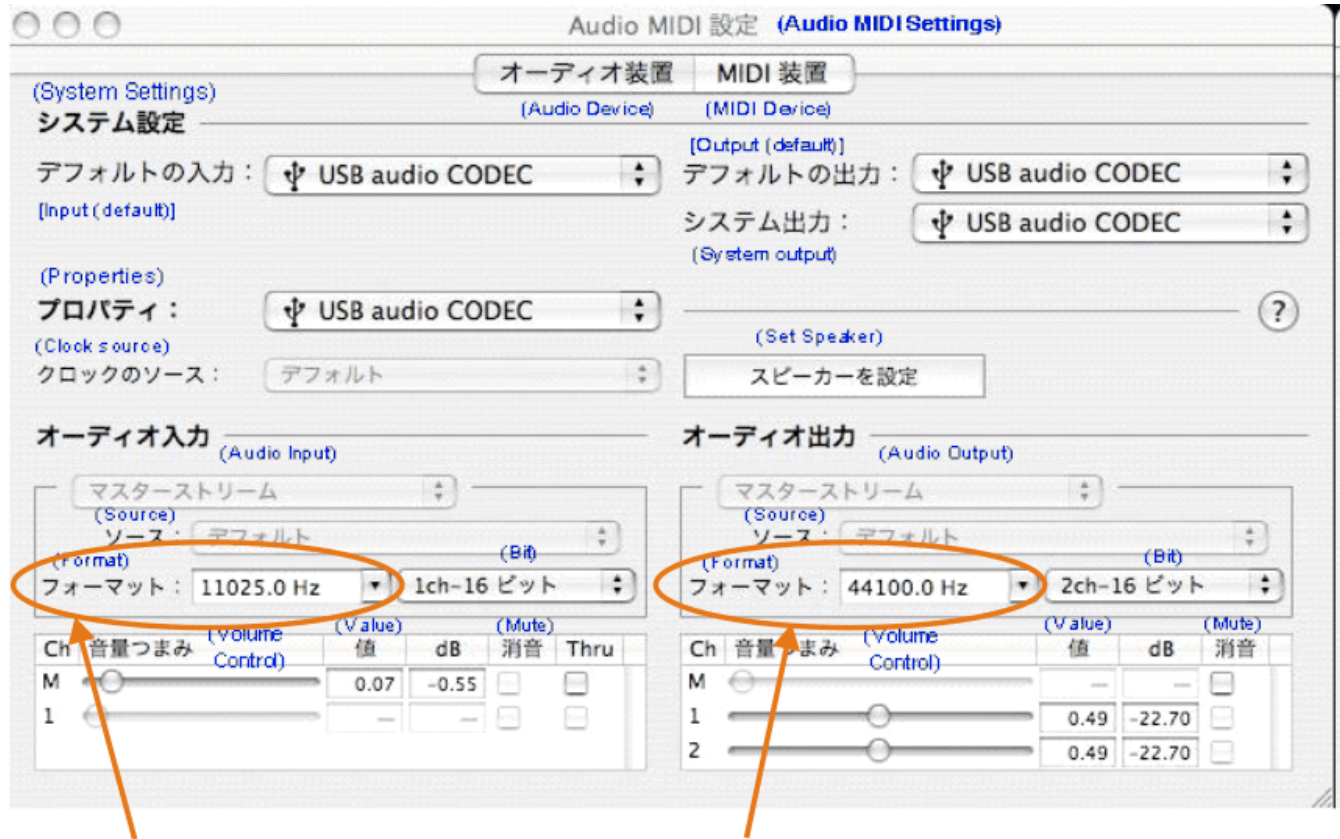 Audio MIDI 設定 (Audio MIDI Settings)
オーディオ装置 MIDI 装置
(Audio Device) (MIDI Device)
(System Settings)
システム設定
[Output (default)]
デフォルトの入力： USB audio CODEC
デフォルトの出力： USB audio CODEC
[Input (default)]
システム出力： USB audio CODEC
(System output)
(Properties)
プロパティ： USB audio CODEC
?
(Clock source)
(Set Speaker)
クロックのソース： デフォルト
スピーカーを設定
オーディオ入力
(Audio Input)
マスターストリーム
(Source)
ソース： デフォルト
(Format) (Bit)
フォーマット： 11025.0 Hz 1ch-16 ビット
(Volume Control) (Value) (Mute)
Ch 音量つまみ 値 dB 消音 Thru
M 0.07 -0.55
1 — —
オーディオ出力
(Audio Output)
マスターストリーム
(Source)
ソース： デフォルト
(Format) (Bit)
フォーマット： 44100.0 Hz 2ch-16 ビット
(Volume Control) (Value) (Mute)
Ch 音量つまみ 値 dB 消音
M — —
1 0.49 -22.70
2 0.49 -22.70